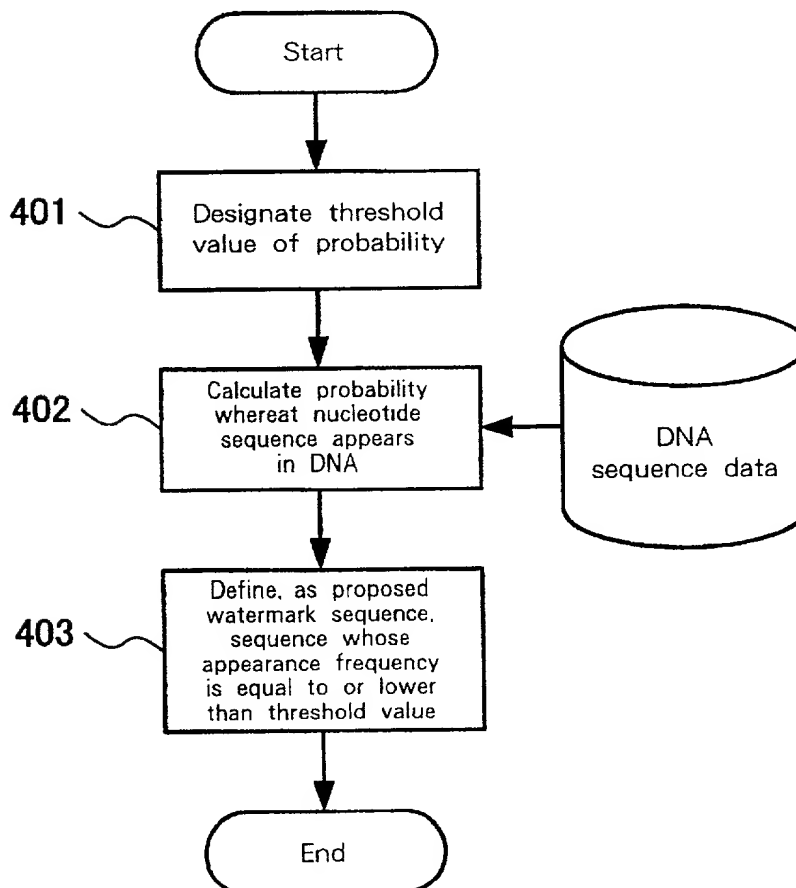 Start
401
Designate threshold
value of probability
402
Calculate probability
whereat nucleotide
sequence appears
in DNA
DNA
sequence data
403
Define, as proposed
watermark sequence,
sequence whose
appearance frequency
is equal to or lower
than threshold value
End